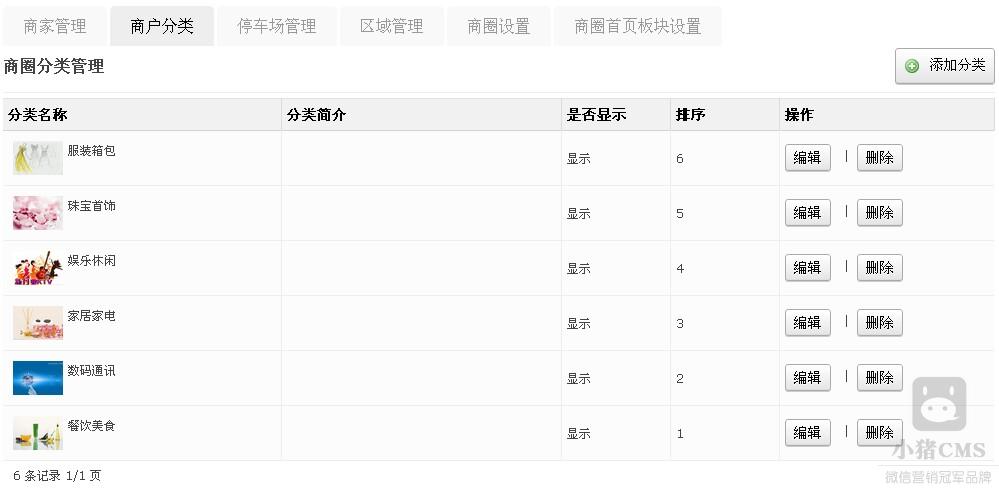 商家管理 商户分类 停车场管理 区域管理 商圈设置 商圈首页板块设置
商圈分类管理 添加分类
分类名称 分类简介 是否显示 排序 操作
服装箱包 显示 6 编辑 | 删除
珠宝首饰 显示 5 编辑 | 删除
娱乐休闲 显示 4 编辑 | 删除
家居家电 显示 3 编辑 | 删除
数码通讯 显示 2 编辑 | 删除
餐饮美食 显示 1 编辑 | 删除
小猪CMS
6 条记录 1/1 页
微信营销冠军品牌